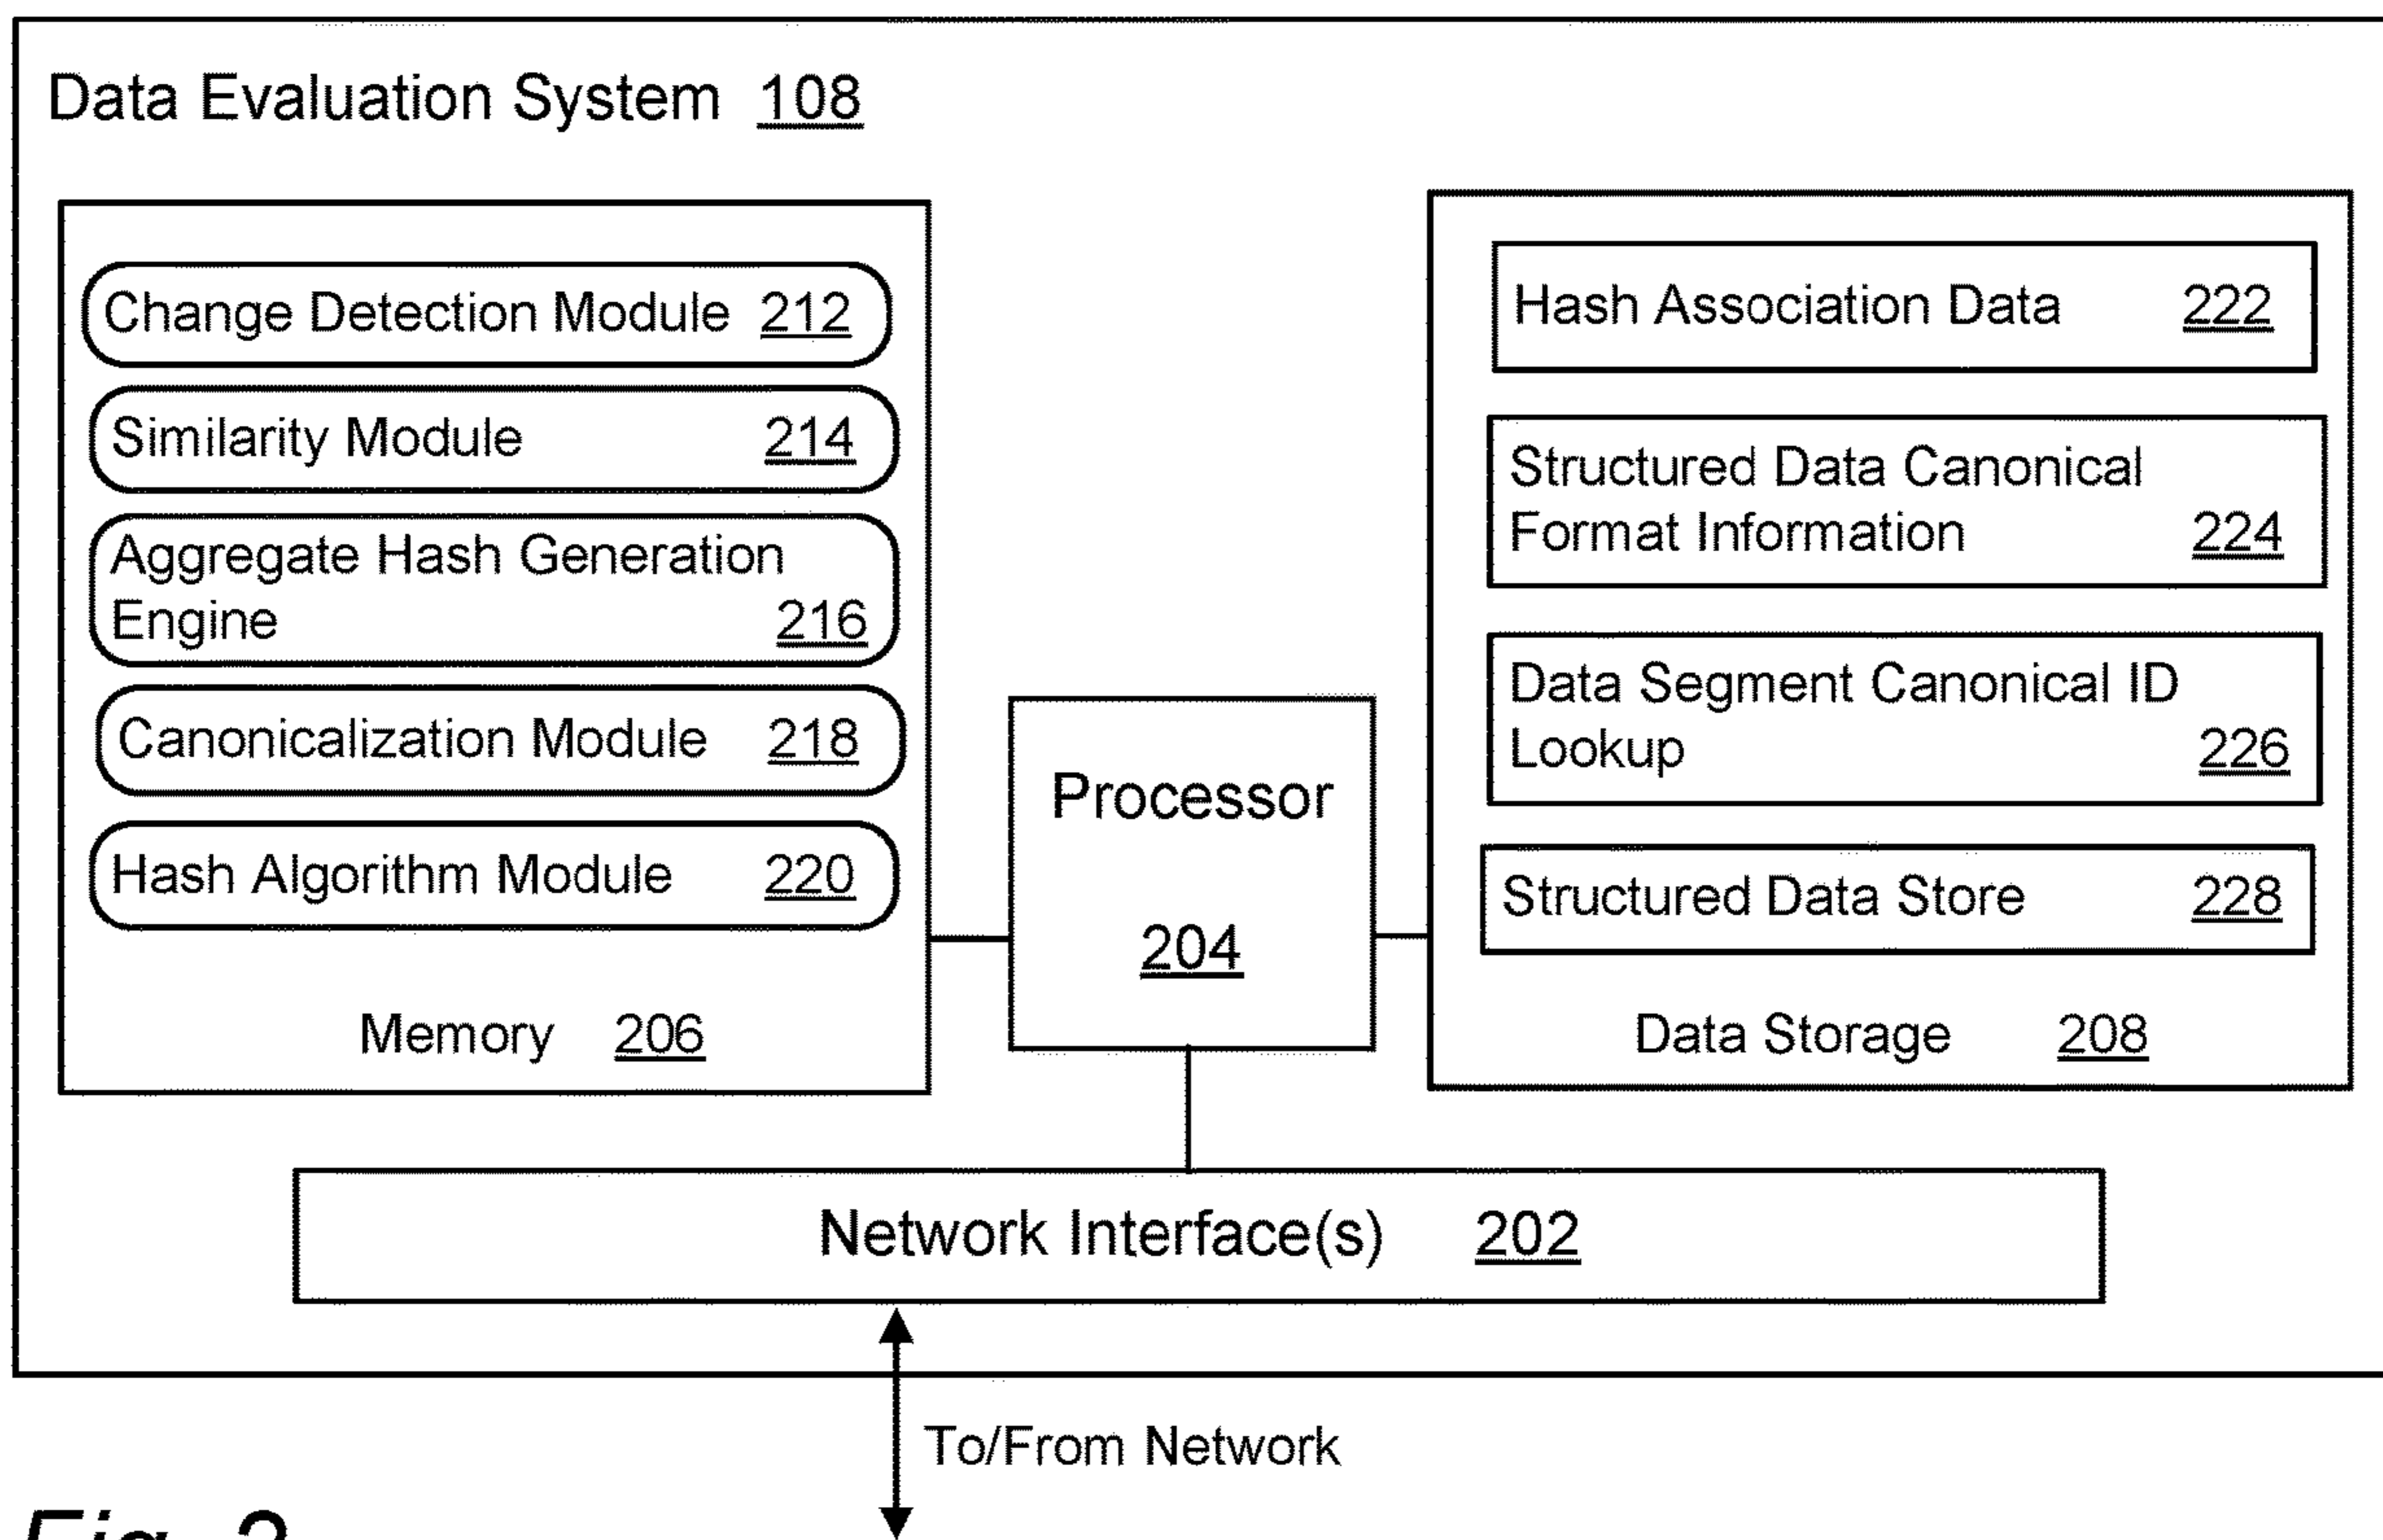 Data Evaluation System 108
Change Detection Module 212
Similarity Module 214
Aggregate Hash Generation
Engine 216
Canonicalization Module 218
Hash Algorithm Module 220
Memory 206
Processor
204
Hash Association Data 222
Structured Data Canonical
Format Information 224
Data Segment Canonical ID
Lookup 226
Structured Data Store 228
Data Storage 208
Network Interface(s) 202
To/From Network
Fig. 2